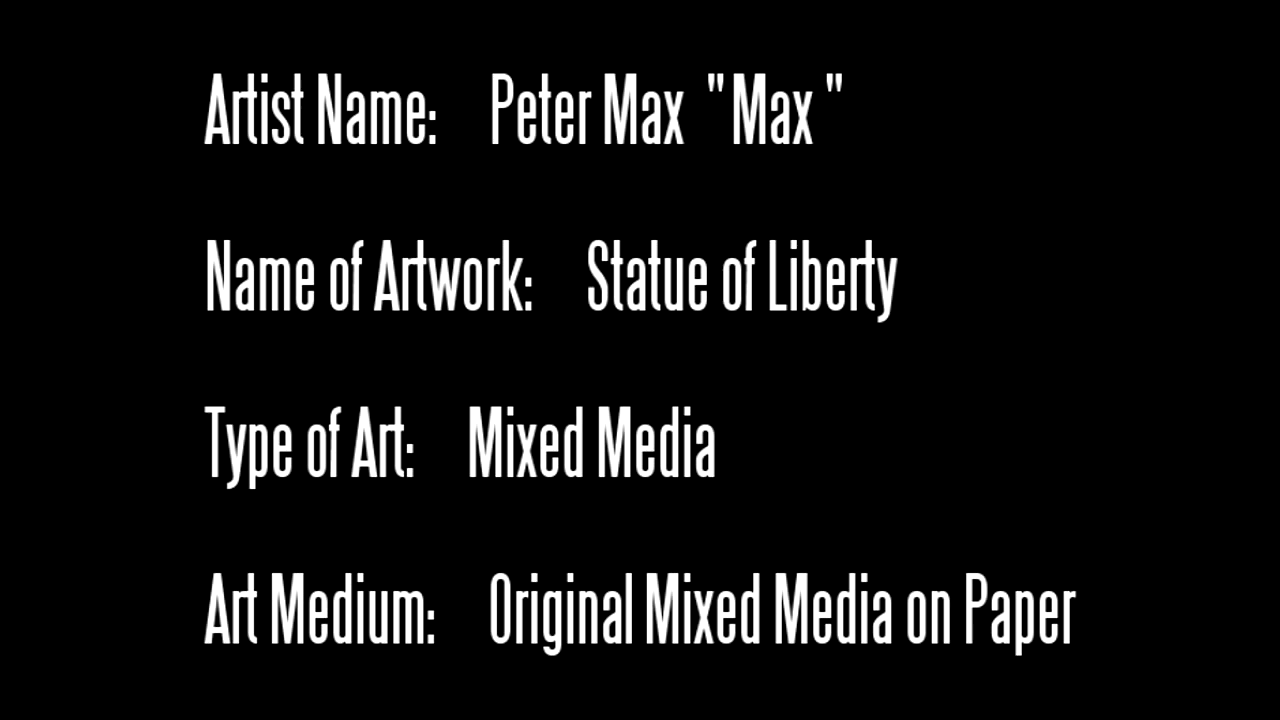 Artist Name: Peter Max "Max"
Name of Artwork: Statue of Liberty
Type of Art: Mixed Media
Art Medium: Original Mixed Media on Paper